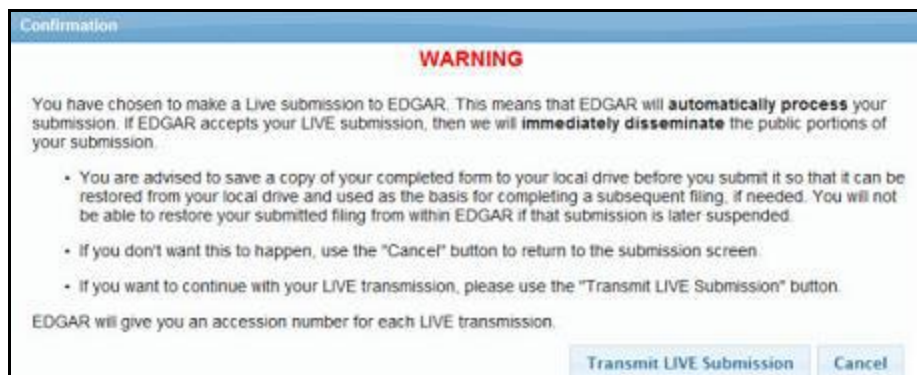 Confirmation
WARNING
You have chosen to make a Live submission to EDGAR. This means that EDGAR will automatically process your
submission. If EDGAR accepts your LIVE submission, then we will immediately disseminate the public portions of
your submission.
• You are advised to save a copy of your completed form to your local drive before you submit it so that it can be
restored from your local drive and used as the basis for completing a subsequent filing, if needed. You will not
be able to restore your submitted filing from within EDGAR if that submission is later suspended.
• If you don't want this to happen, use the "Cancel" button to return to the submission screen.
• If you want to continue with your LIVE transmission, please use the "Transmit LIVE Submission" button.
EDGAR will give you an accession number for each LIVE transmission.
Transmit LIVE Submission Cancel